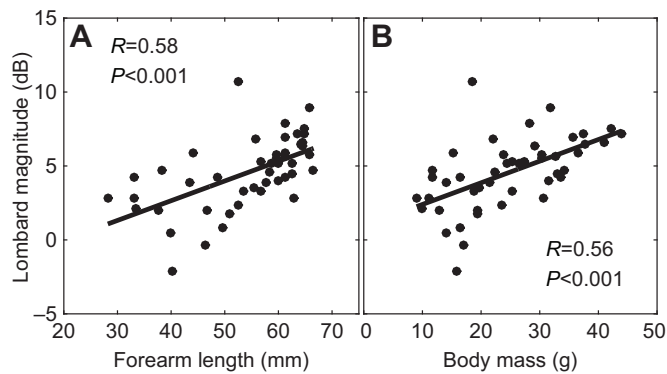 A
R=0.58
P<0.001
B
R=0.56
P<0.001
Lombard magnitude (dB)
15
10
5
0
–5
20 30 40 50 60 70
0 10 20 30 40 50
Forearm length (mm)
Body mass (g)